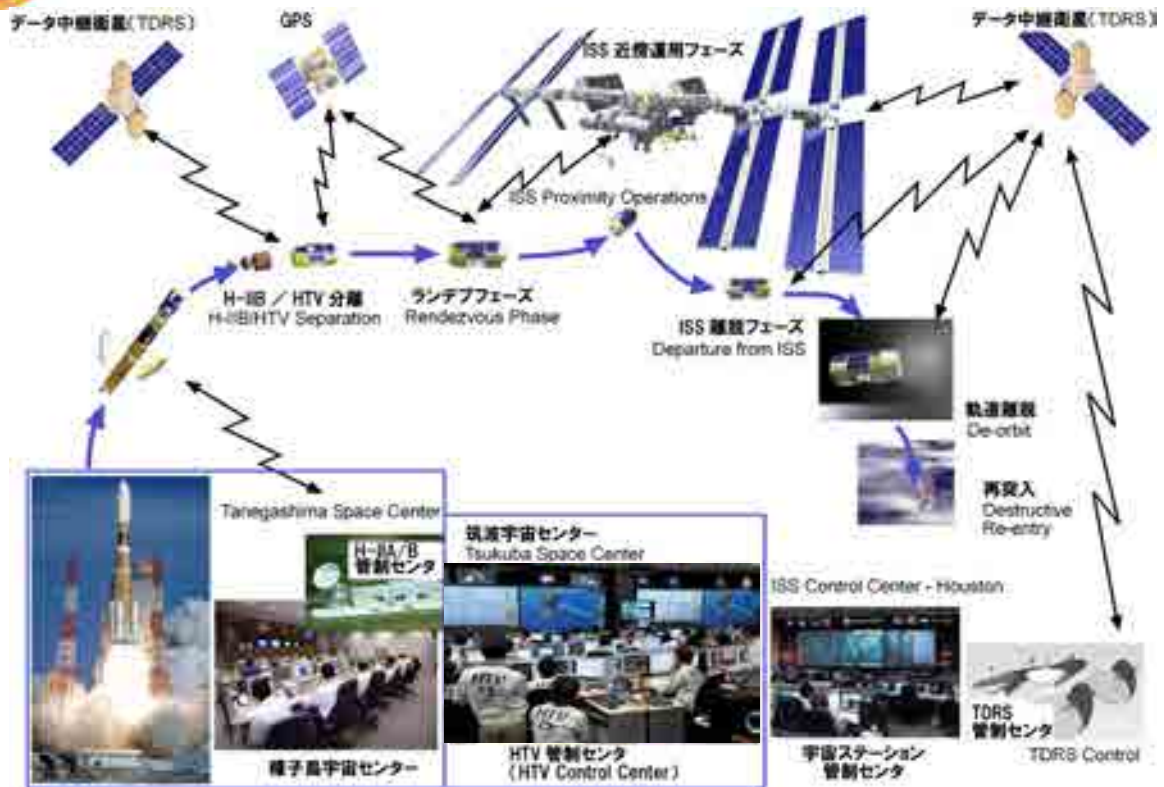 データ中継衛星(TDRS)
GPS
ISS 近傍運用フェーズ
データ中継衛星(TDRS)
ISS Proximity Operations
H-IIB / HTV 分離
H-IIB/HTV Separation
ランデブフェーズ
Rendezvous Phase
ISS 離脱フェーズ
Departure from ISS
軌道離脱
De-orbit
再突入
Destructive
Re-entry
Tanegashima Space Center
H-IIA/B
管制センタ
種子島宇宙センター
筑波宇宙センター
Tsukuba Space Center
HTV
HTV
HTV 管制センタ
(HTV Control Center)
ISS Control Center - Houston
宇宙ステーション
管制センタ
TDRS
管制センタ
TDRS Control